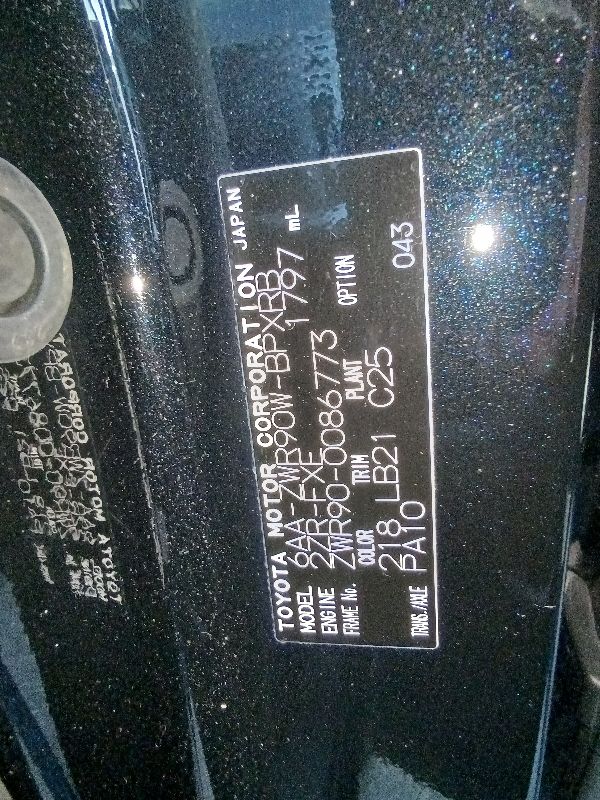 TOYOTA MOTOR CORPORATION JAPAN
MODEL 6AA-ZWR90W-BPXRB
ENGINE 2ZR-FXE 1797 mL
FRAME No. ZWR90-0086773
COLOR TRIM PLANT OPTION
218 LB21 C25 043
TRANS./AXLE PA10